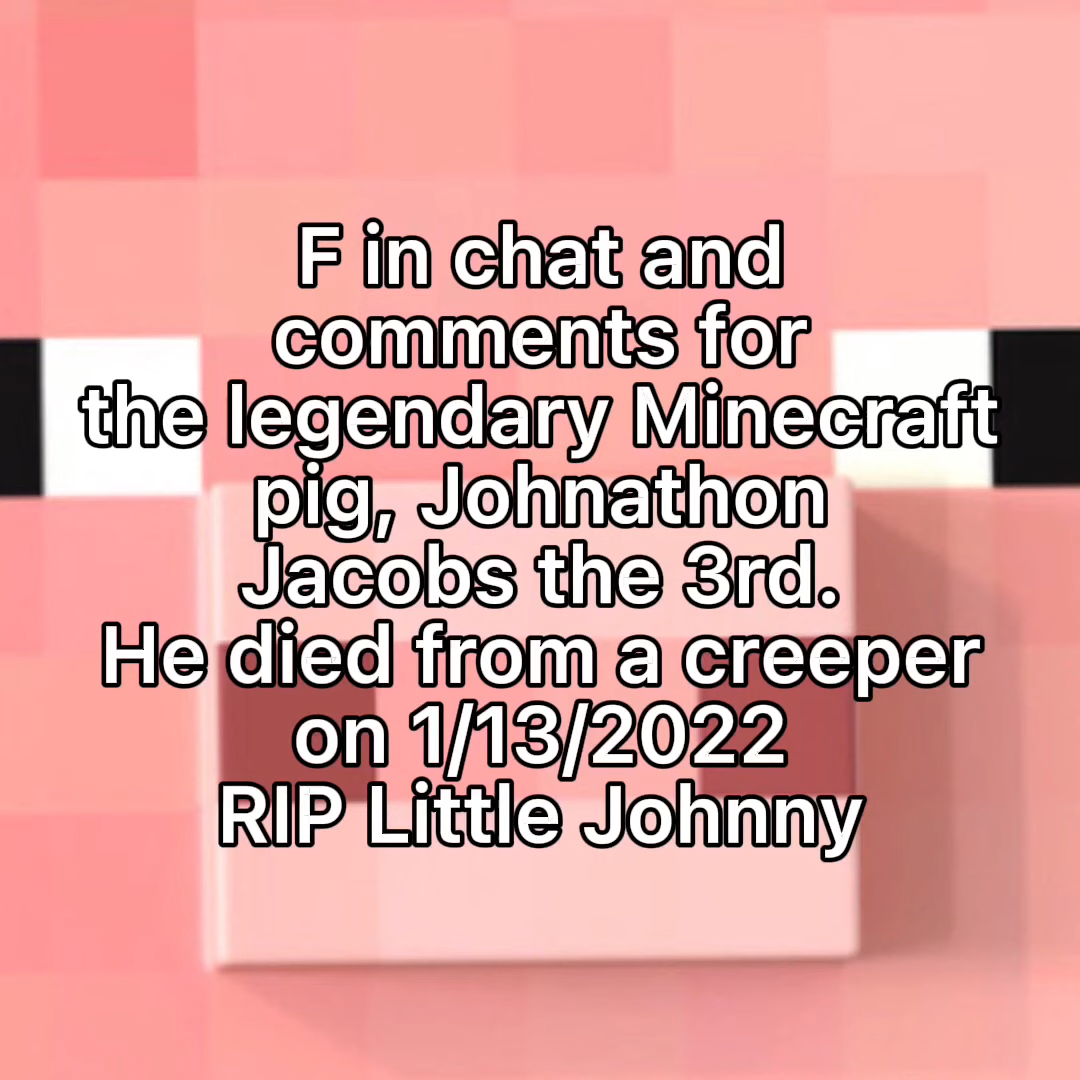 F in chat and
comments for
the legendary Minecraft
pig, Johnathon
Jacobs the 3rd.
He died from a creeper
on 1/13/2022
RIP Little Johnny